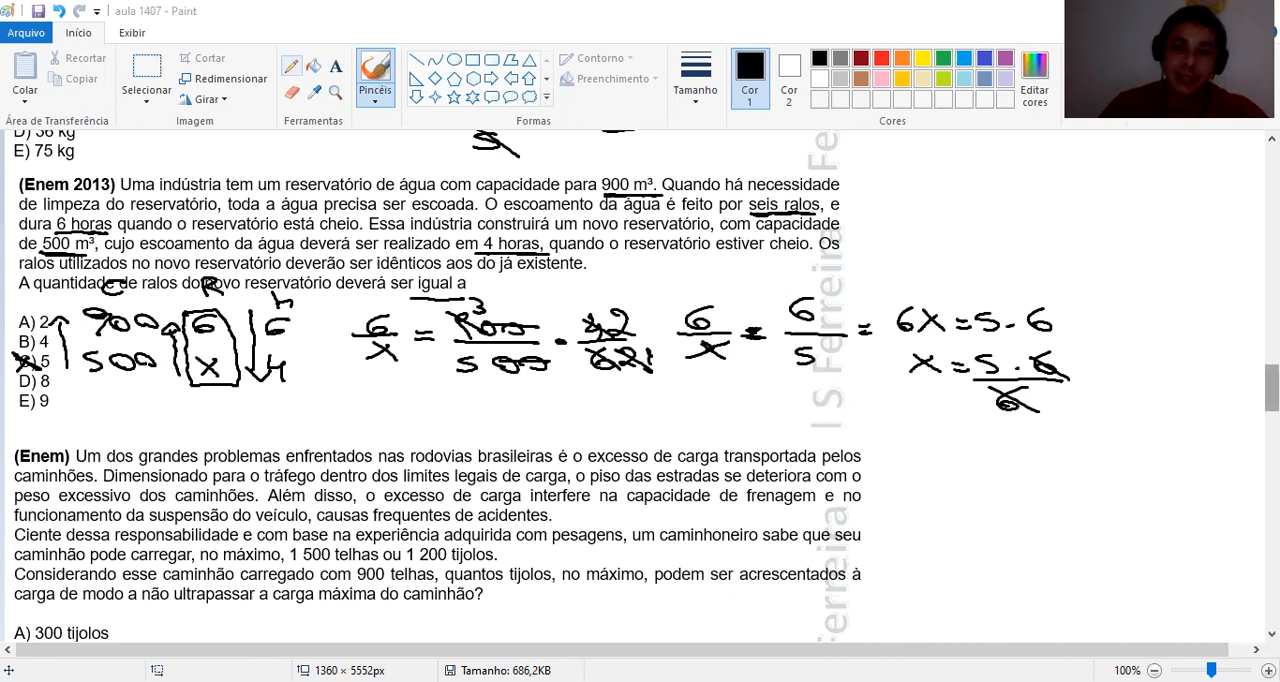 aula 1407 - Paint
Arquivo Início Exibir
Colar
Recortar
Copiar
Área de Transferência
Selecionar
Cortar
Redimensionar
Girar
Imagem
A
Ferramentas
Pincéis
Contorno
Preenchimento
Formas
Tamanho
Cor 1
Cor 2
Editar cores
Cores
D) 36 kg
E) 75 kg
(Enem 2013) Uma indústria tem um reservatório de água com capacidade para 900 m³. Quando há necessidade
de limpeza do reservatório, toda a água precisa ser escoada. O escoamento da água é feito por seis ralos, e
dura 6 horas quando o reservatório está cheio. Essa indústria construirá um novo reservatório, com capacidade
de 500 m³, cujo escoamento da água deverá ser realizado em 4 horas, quando o reservatório estiver cheio. Os
ralos utilizados no novo reservatório deverão ser idênticos aos do já existente.
A quantidade de ralos do novo reservatório deverá ser igual a
A) 2
B) 4
C) 5
D) 8
E) 9
C R H
900 6 6
500 X 4
6/X = 900/500 · 4/6
6/X = 6/5 = 6X = 5 · 6
X = 5 · 6/6
(Enem) Um dos grandes problemas enfrentados nas rodovias brasileiras é o excesso de carga transportada pelos
caminhões. Dimensionado para o tráfego dentro dos limites legais de carga, o piso das estradas se deteriora com o
peso excessivo dos caminhões. Além disso, o excesso de carga interfere na capacidade de frenagem e no
funcionamento da suspensão do veículo, causas frequentes de acidentes.
Ciente dessa responsabilidade e com base na experiência adquirida com pesagens, um caminhoneiro sabe que seu
caminhão pode carregar, no máximo, 1 500 telhas ou 1 200 tijolos.
Considerando esse caminhão carregado com 900 telhas, quantos tijolos, no máximo, podem ser acrescentados à
carga de modo a não ultrapassar a carga máxima do caminhão?
A) 300 tijolos
I S Ferreira
Ferreira
1360 × 5552px
Tamanho: 686,2KB
100%